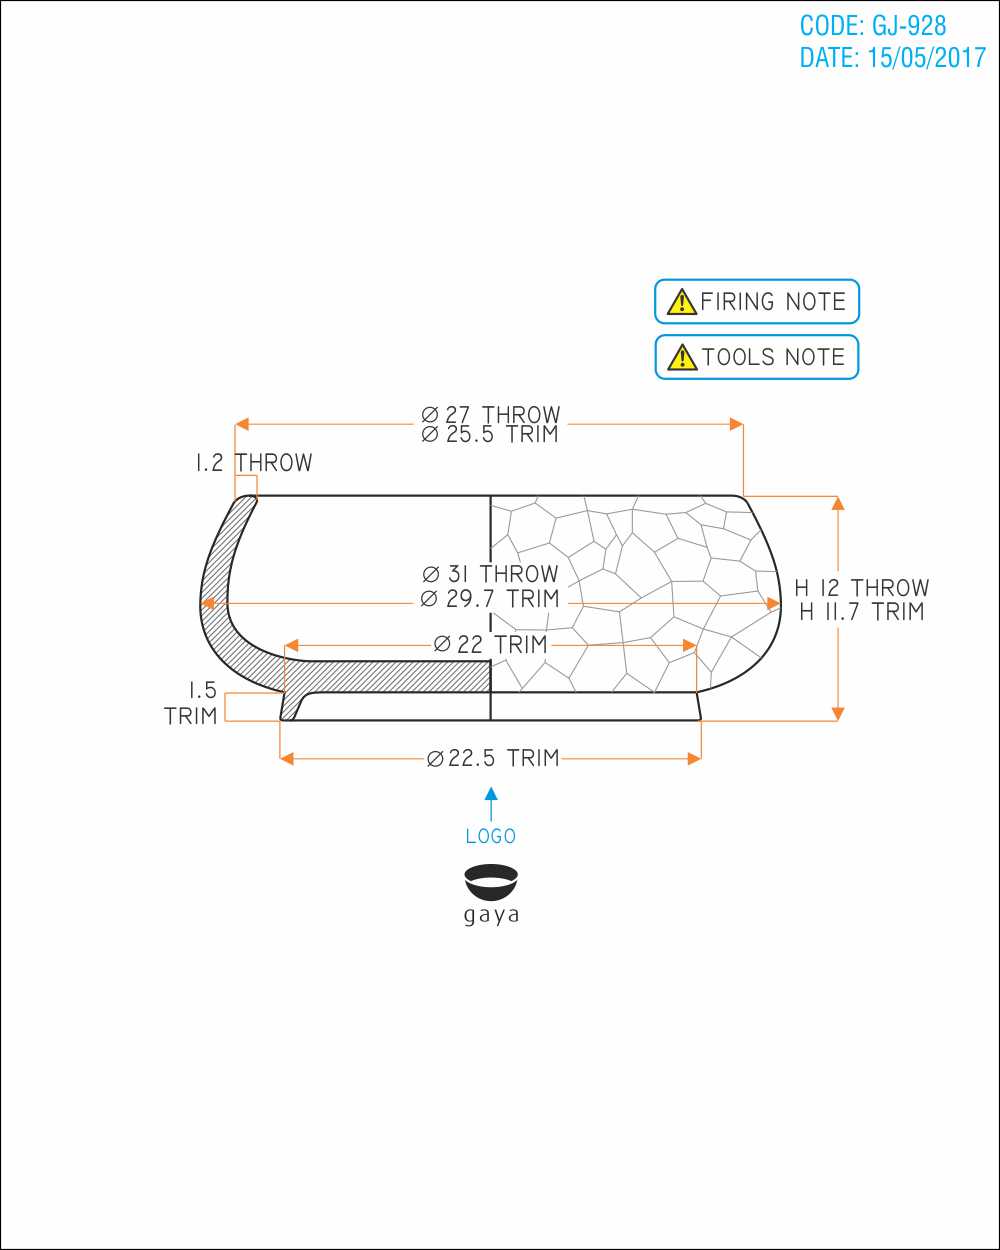 CODE: GJ-928
DATE: 15/05/2017
FIRING NOTE
TOOLS NOTE
Ø 27 THROW
Ø 25.5 TRIM
1.2 THROW
Ø 31 THROW
Ø 29.7 TRIM
H 12 THROW
H 11.7 TRIM
Ø 22 TRIM
1.5
TRIM
Ø 22.5 TRIM
LOGO
gaya